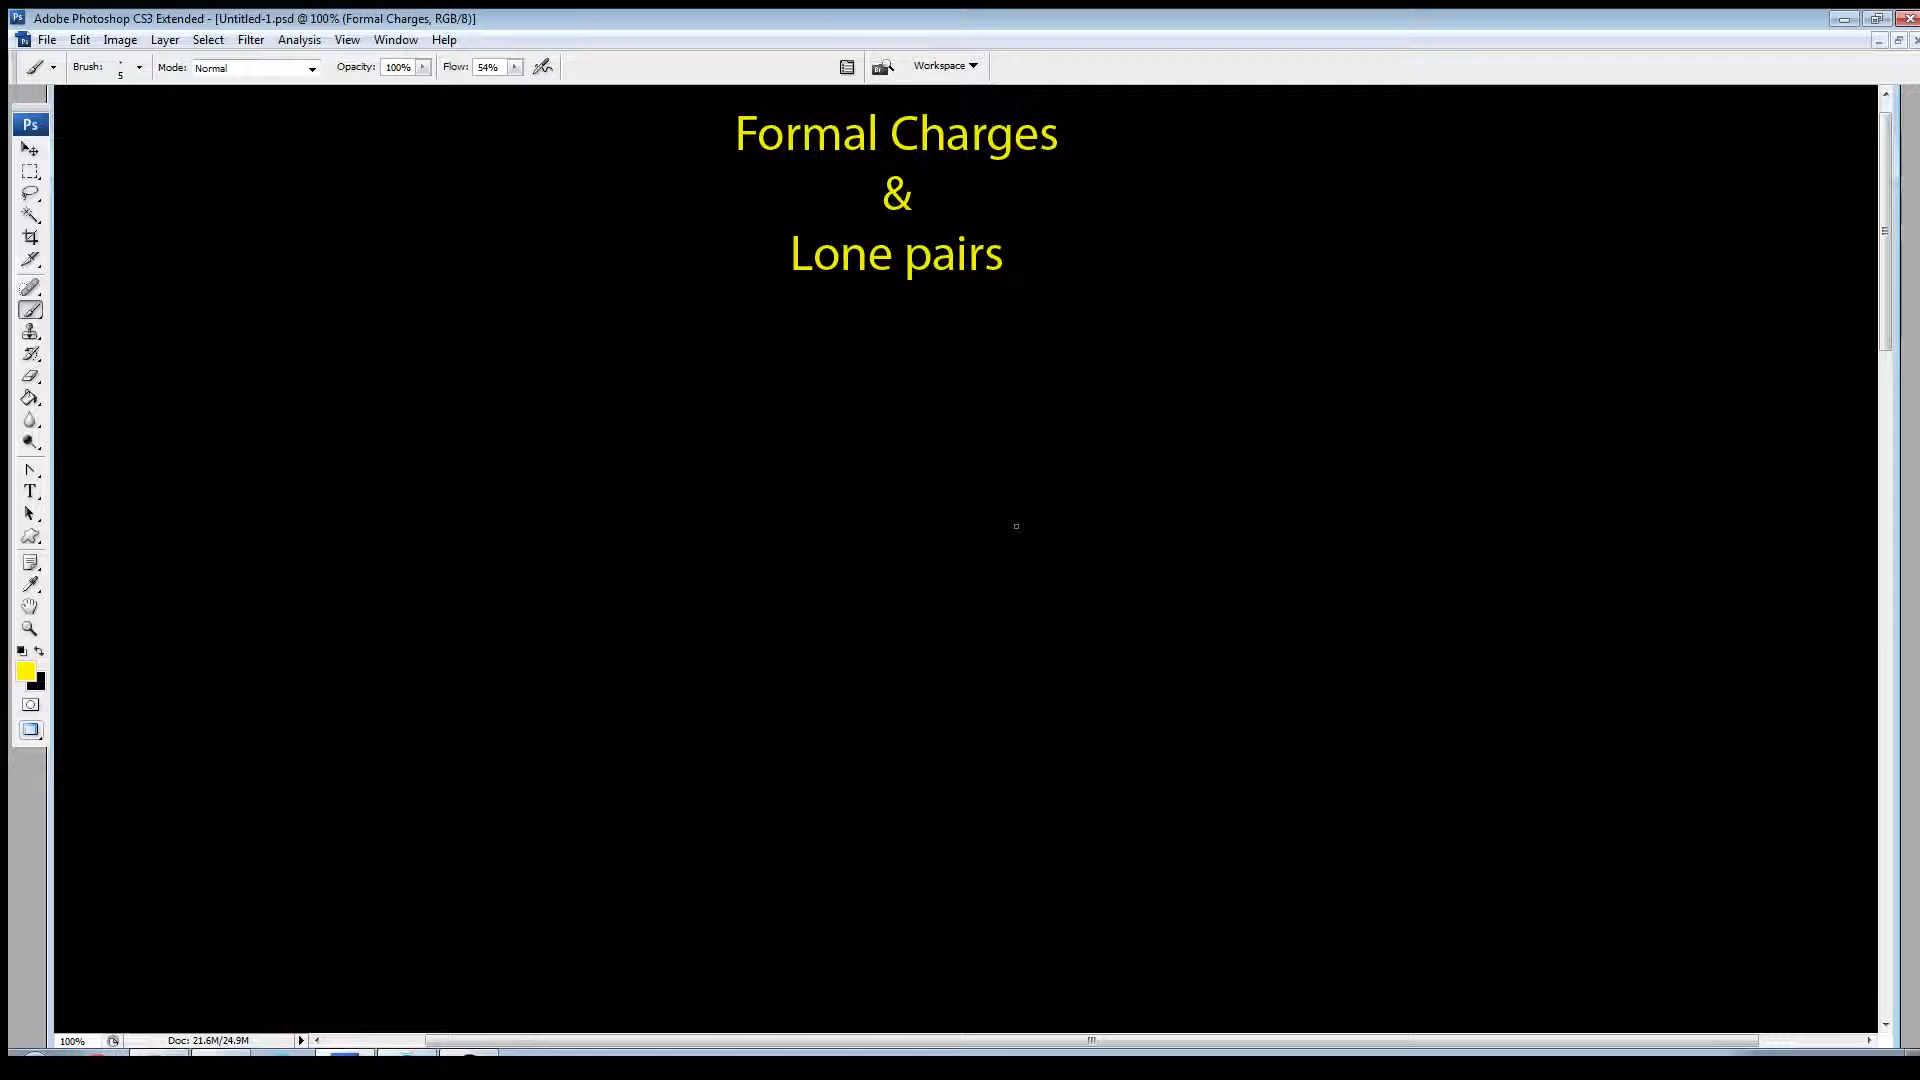 Adobe Photoshop CS3 Extended - [Untitled-1.psd @ 100% (Formal Charges, RGB/8)]
File Edit Image Layer Select Filter Analysis View Window Help
Brush: 5 Mode: Normal Opacity: 100% Flow: 54% Workspace
Ps
Formal Charges
&
Lone pairs
T
100% Doc: 21.6M/24.9M